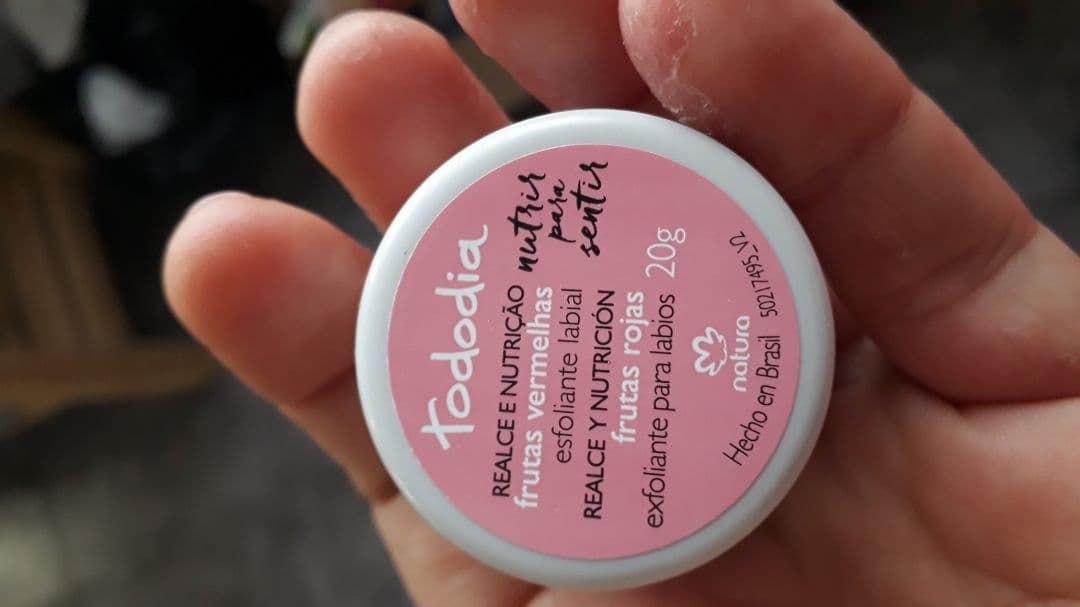 Tododia
REALCE E NUTRIÇÃO
frutas vermelhas
esfoliante labial
nutrir
para
sentir
REALCE Y NUTRICIÓN
frutas rojas
exfoliante para labios 20g
natura
Hecho en Brasil 50217495_V2